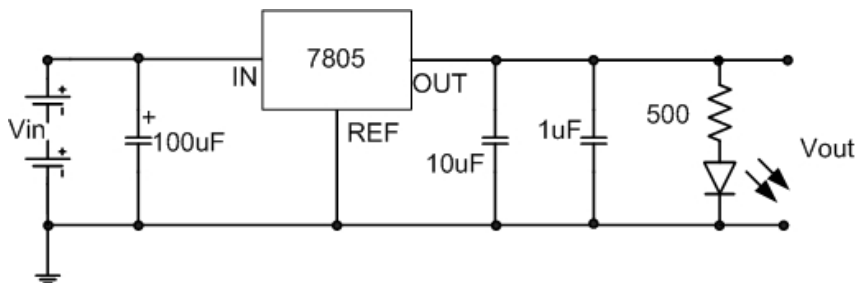 7805
IN
OUT
REF
Vin
+
-
+
-
+
100uF
10uF
1uF
500
Vout